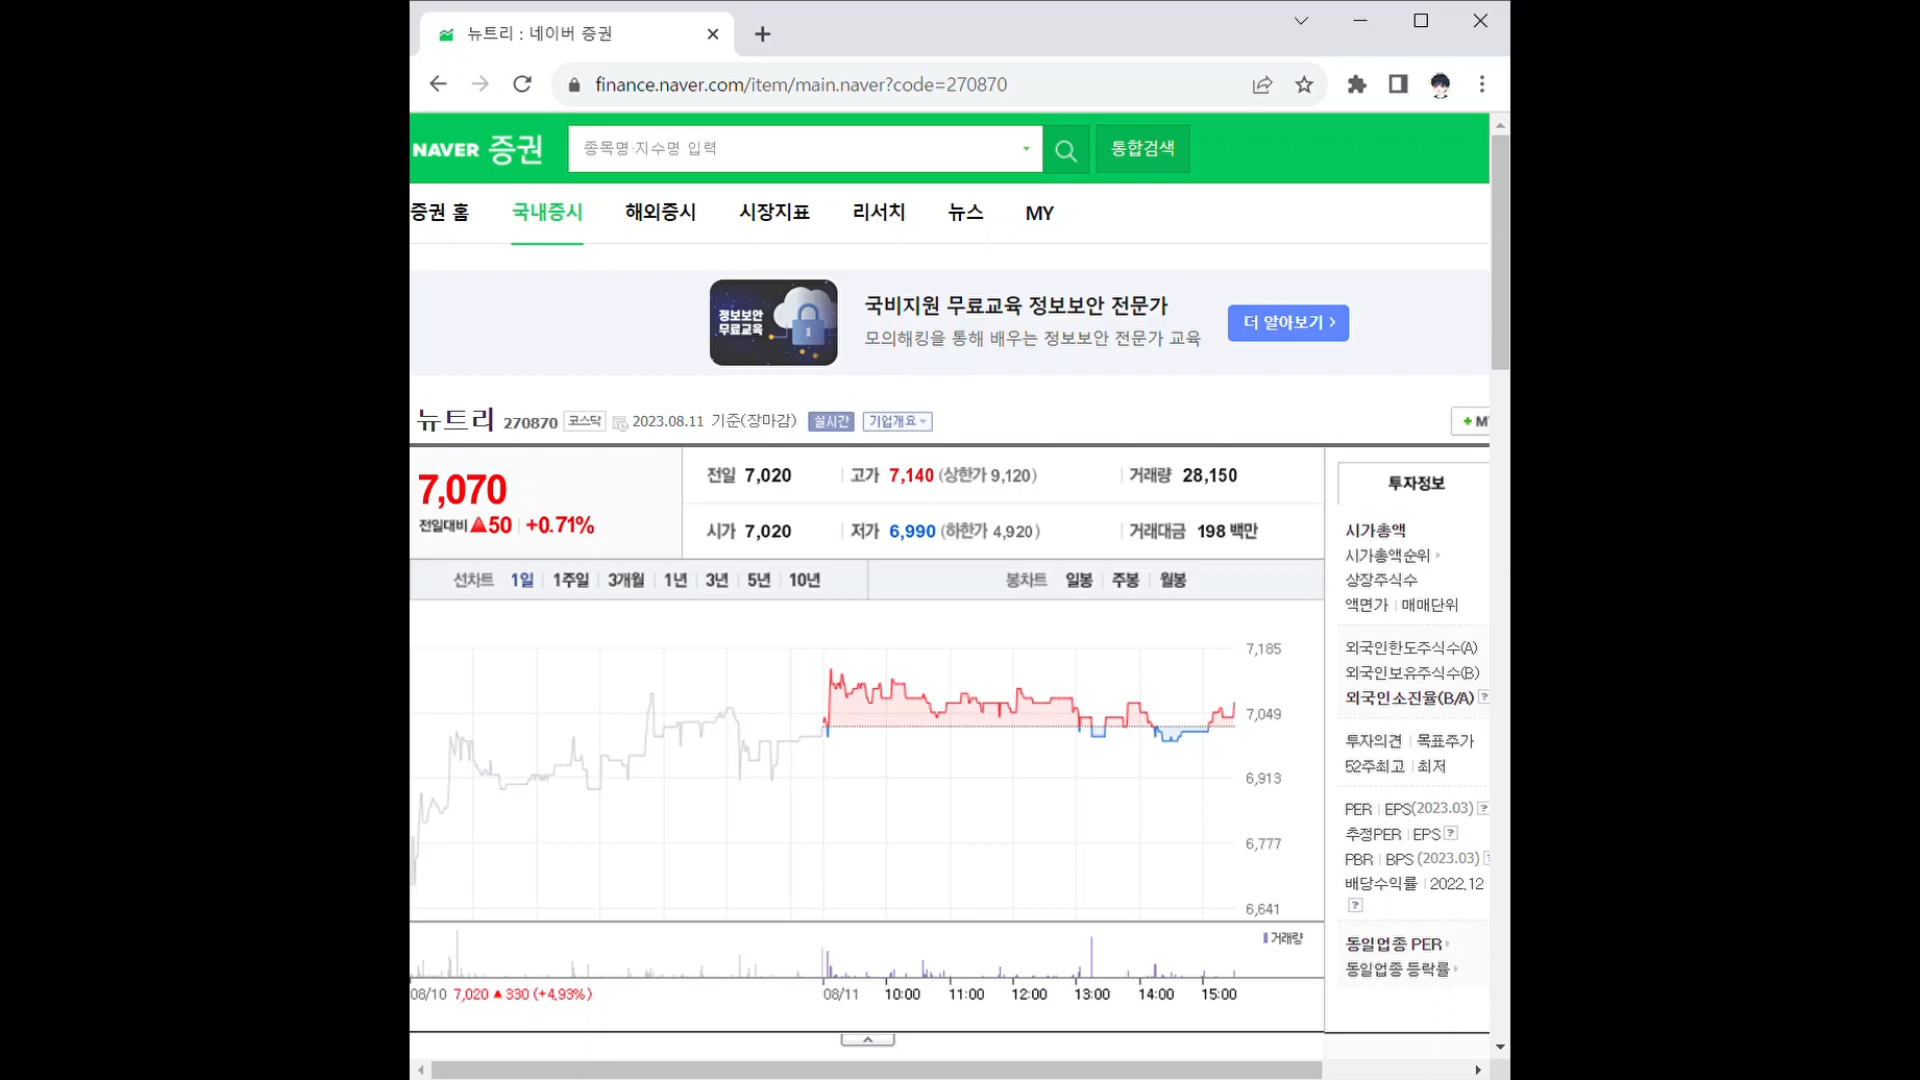 뉴트리 : 네이버 증권
finance.naver.com/item/main.naver?code=270870
NAVER 증권
종목명·지수명 입력
통합검색
증권 홈 국내증시 해외증시 시장지표 리서치 뉴스 MY
정보보안
무료교육
국비지원 무료교육 정보보안 전문가
모의해킹을 통해 배우는 정보보안 전문가 교육
더 알아보기 >
뉴트리 270870 코스닥 2023.08.11 기준(장마감) 실시간 기업개요
+ M
7,070
전일대비 ▲50 +0.71%
전일 7,020 고가 7,140 (상한가 9,120) 거래량 28,150
시가 7,020 저가 6,990 (하한가 4,920) 거래대금 198 백만
선차트 1일 1주일 3개월 1년 3년 5년 10년 봉차트 일봉 주봉 월봉
7,185
7,049
6,913
6,777
6,641
거래량
08/10 7,020 ▲ 330 (+4,93%)
08/11 10:00 11:00 12:00 13:00 14:00 15:00
투자정보
시가총액
시가총액순위
상장주식수
액면가 | 매매단위
외국인한도주식수(A)
외국인보유주식수(B)
외국인소진율(B/A) ?
투자의견 | 목표주가
52주최고 | 최저
PER | EPS(2023.03) ?
추정PER | EPS ?
PBR | BPS (2023.03) ?
배당수익률 | 2022.12
?
동일업종 PER
동일업종 등락률